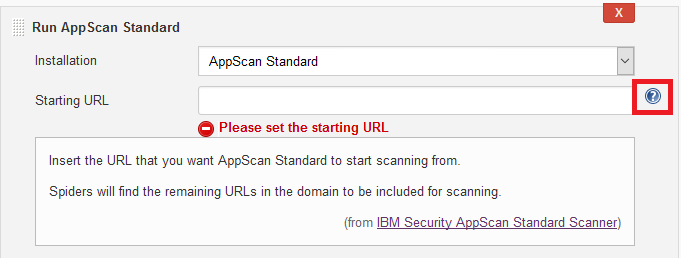 X
Run AppScan Standard
Installation
AppScan Standard
Starting URL
?
Please set the starting URL
Insert the URL that you want AppScan Standard to start scanning from.
Spiders will find the remaining URLs in the domain to be included for scanning.
(from IBM Security AppScan Standard Scanner)